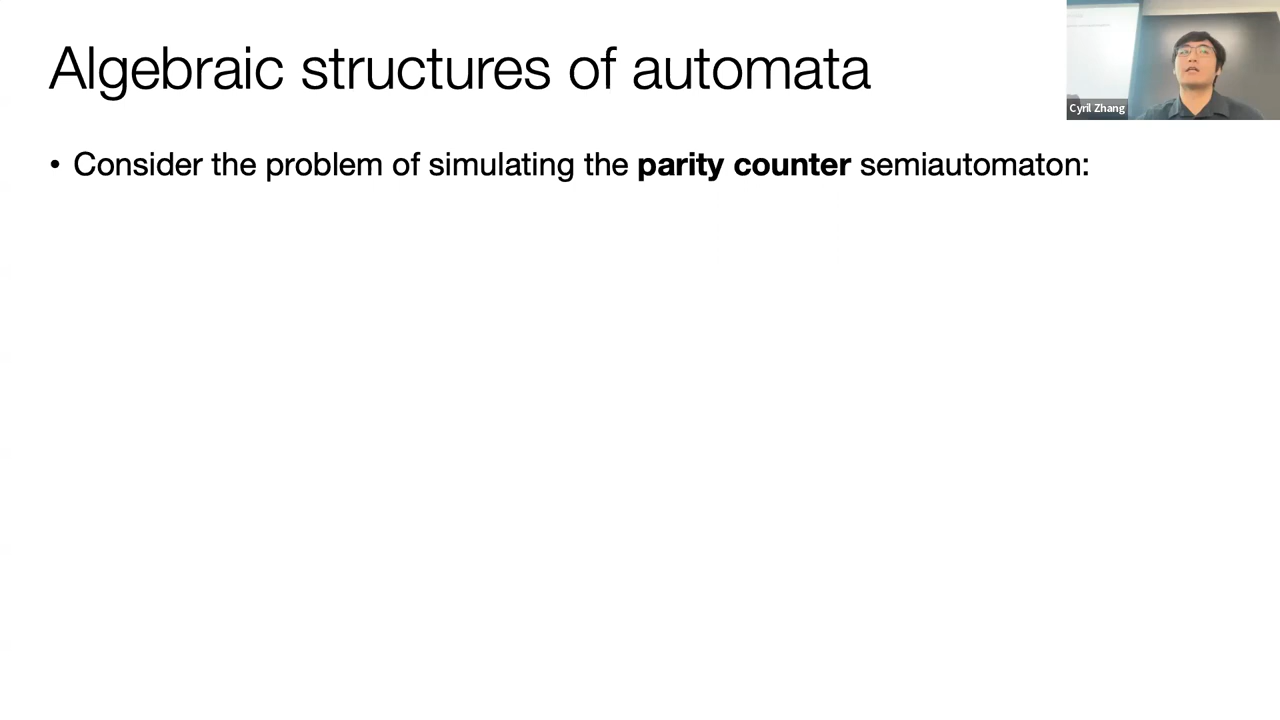 Algebraic structures of automata
Cyril Zhang
• Consider the problem of simulating the parity counter semiautomaton: